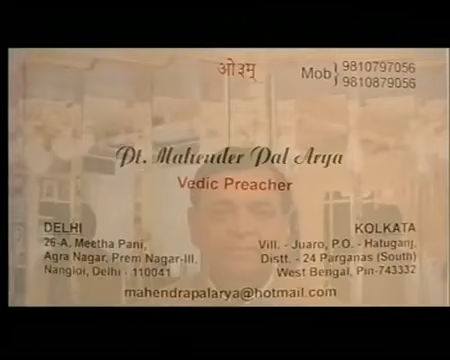 ओ३म्
Mob } 9810797056
9810879056
Pt. Mahender Pal Arya
Vedic Preacher
DELHI
26-A, Meetha Pani,
Agra Nagar, Prem Nagar-III.
Nangloi, Delhi - 110041
KOLKATA
Vill. - Juaro, P.O. - Hatuganj,
Distt. - 24 Parganas (South)
West Bengal, Pin-743332
mahendrapalarya@hotmail.com